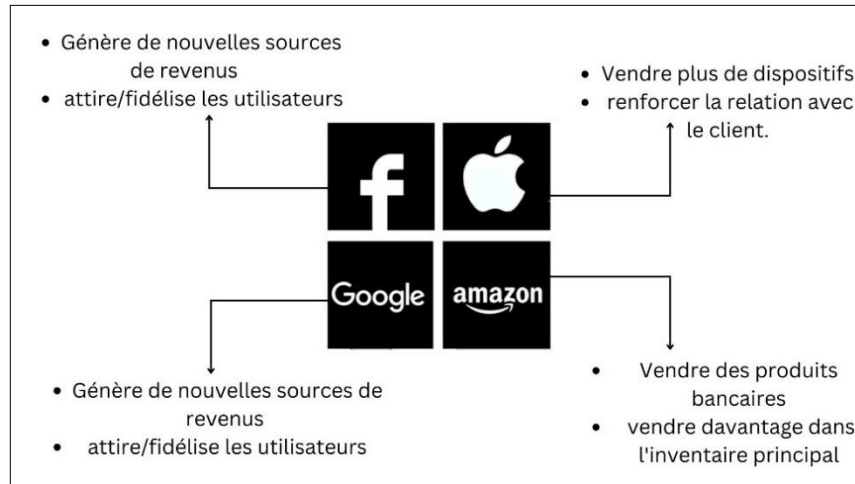 • Génère de nouvelles sources
de revenus
• attire/fidélise les utilisateurs
• Vendre plus de dispositifs
• renforcer la relation avec
le client.
f
Google
amazon
• Génère de nouvelles sources de
revenus
• attire/fidélise les utilisateurs
• Vendre des produits
bancaires
• vendre davantage dans
l'inventaire principal